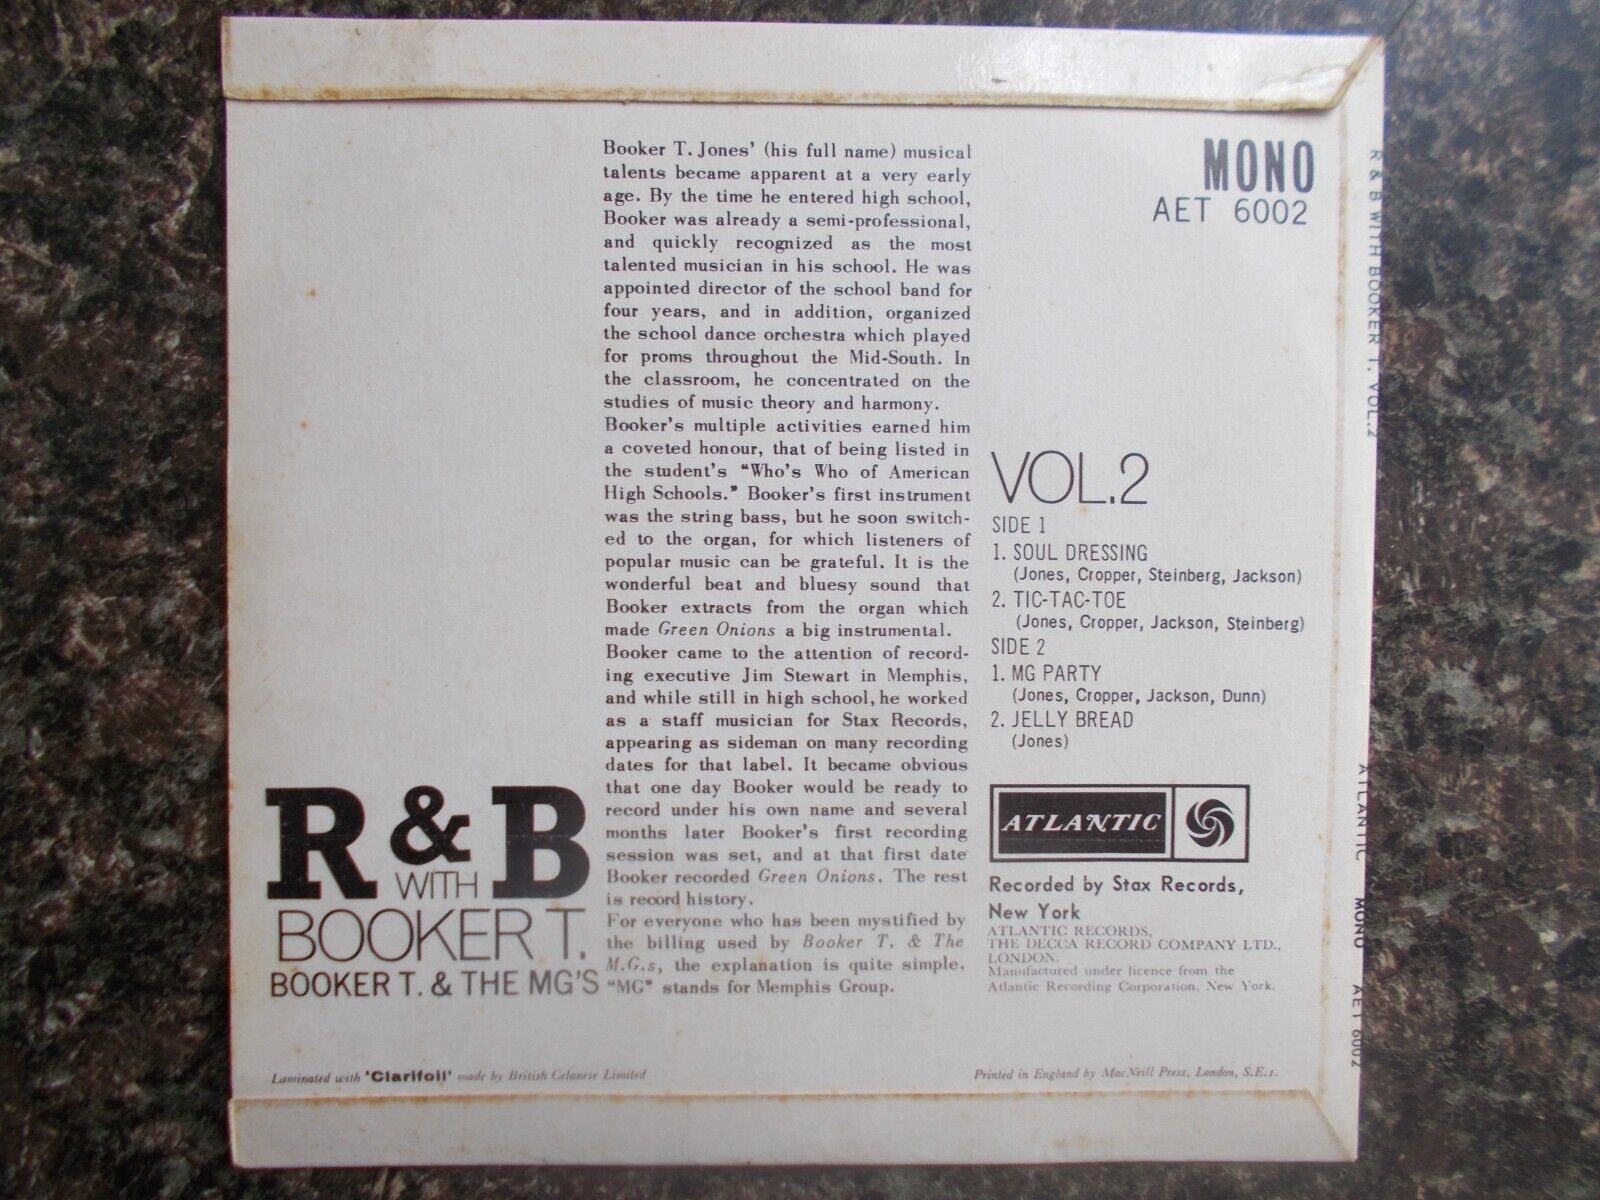 Booker T. Jones' (his full name) musical
talents became apparent at a very early
age. By the time he entered high school,
Booker was already a semi-professional,
and quickly recognized as the most
talented musician in his school. He was
appointed director of the school band for
four years, and in addition, organized
the school dance orchestra which played
for proms throughout the Mid-South. In
the classroom, he concentrated on the
studies of music theory and harmony.
Booker's multiple activities earned him
a coveted honour, that of being listed in
the student's "Who's Who of American
High Schools." Booker's first instrument
was the string bass, but he soon switch-
ed to the organ, for which listeners of
popular music can be grateful. It is the
wonderful beat and bluesy sound that
Booker extracts from the organ which
made Green Onions a big instrumental.
Booker came to the attention of record-
ing executive Jim Stewart in Memphis,
and while still in high school, he worked
as a staff musician for Stax Records,
appearing as sideman on many recording
dates for that label. It became obvious
that one day Booker would be ready to
record under his own name and several
months later Booker's first recording
session was set, and at that first date
Booker recorded Green Onions. The rest
is record history.
For everyone who has been mystified by
the billing used by Booker T. & The
M.G.s, the explanation is quite simple.
"MG" stands for Memphis Group.
R & B
WITH
BOOKER T.
BOOKER T. & THE MG'S
MONO
AET 6002
VOL.2
SIDE 1
1. SOUL DRESSING
(Jones, Cropper, Steinberg, Jackson)
2. TIC-TAC-TOE
(Jones, Cropper, Jackson, Steinberg)
SIDE 2
1. MG PARTY
(Jones, Cropper, Jackson, Dunn)
2. JELLY BREAD
(Jones)
ATLANTIC
Recorded by Stax Records,
New York
ATLANTIC RECORDS,
THE DECCA RECORD COMPANY LTD.,
LONDON.
Manufactured under licence from the
Atlantic Recording Corporation, New York.
Laminated with 'Clarifoil' made by British Celanese Limited
Printed in England by MacNeill Press, London, S.E.1.
R & B WITH BOOKER T. VOL.2 ATLANTIC MONO AET 6002